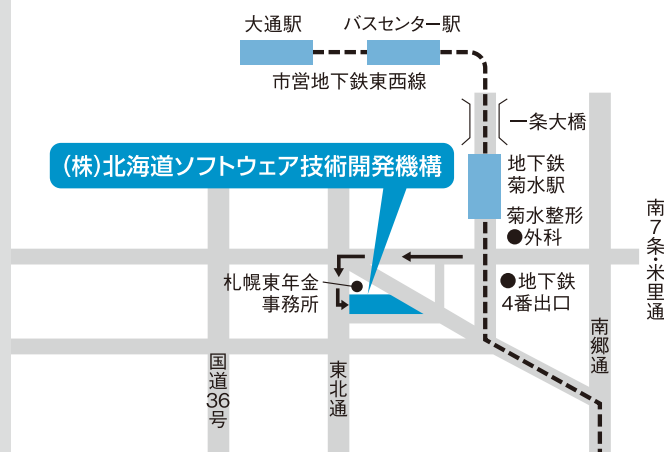 大通駅
バスセンター駅
市営地下鉄東西線
一条大橋
(株)北海道ソフトウェア技術開発機構
地下鉄
菊水駅
菊水整形
●外科
南7条・米里通
札幌東年金
事務所
●地下鉄
4番出口
南郷通
国道36号
東北通